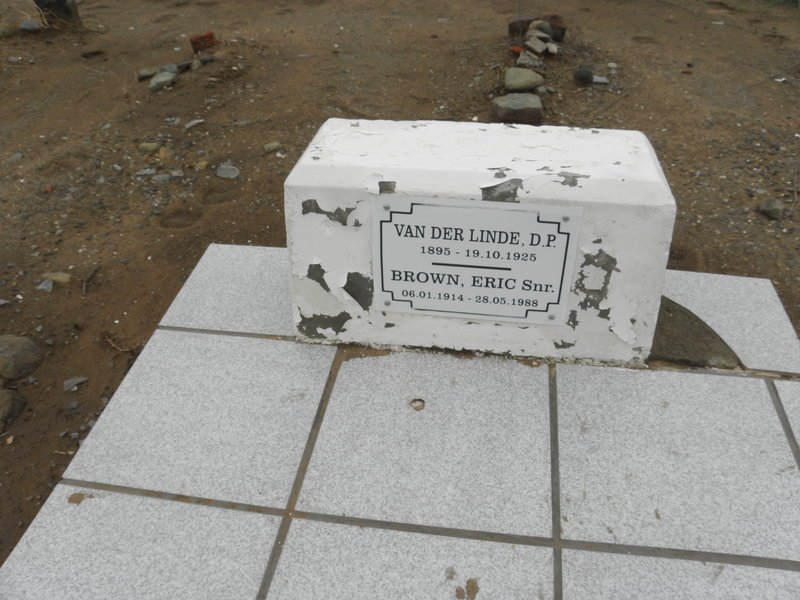 VAN DER LINDE, D.P.
1895 - 19.10.1925
BROWN, ERIC Snr.
06.01.1914 - 28.05.1988